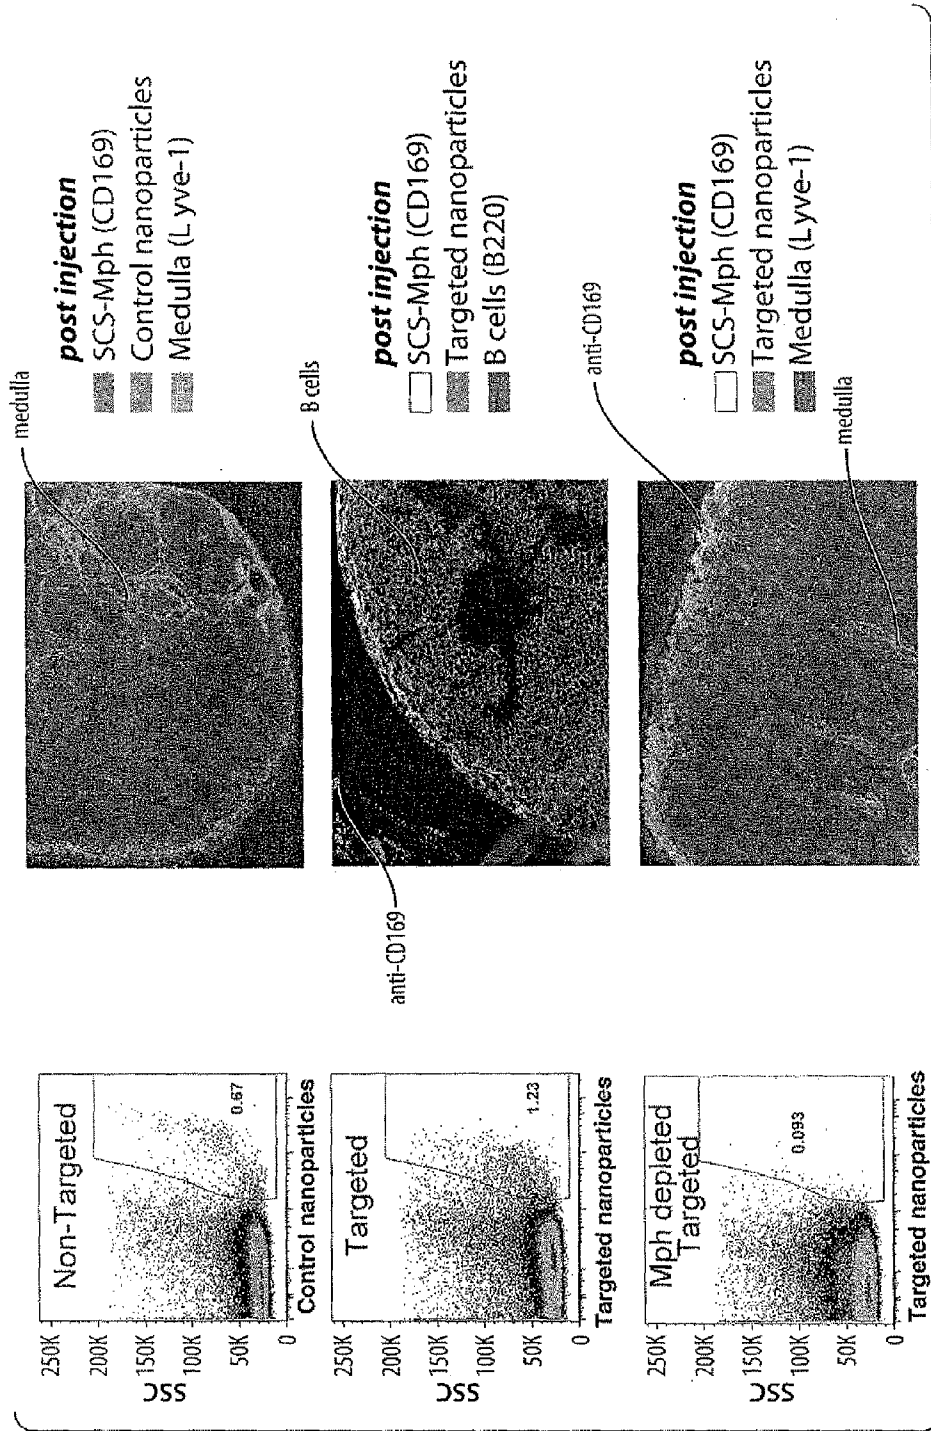 Non-Targeted
250K
200K
150K
100K
50K
0
SSC
0.67
Control nanoparticles
medulla
post injection
SCS-Mph (CD169)
Control nanoparticles
Medulla (L yve-1)
Targeted
250K
200K
150K
100K
50K
0
SSC
1.23
Targeted nanoparticles
anti-CD169
B cells
post injection
SCS-Mph (CD169)
Targeted nanoparticles
B cells (B220)
Mph depleted
Targeted
250K
200K
150K
100K
50K
0
SSC
0.093
Targeted nanoparticles
anti-CD169
medulla
post injection
SCS-Mph (CD169)
Targeted nanoparticles
Medulla (L yve-1)